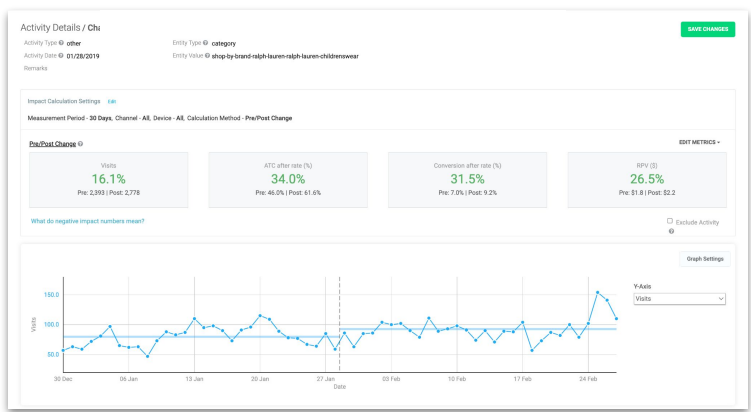 Activity Details / Cha
SAVE CHANGES
Activity Type other
Entity Type category
Activity Date 01/28/2019
Entity Value shop-by-brand-ralph-lauren-ralph-lauren-childrenswear
Remarks
Impact Calculation Settings Edit
Measurement Period - 30 Days, Channel - All, Device - All, Calculation Method - Pre/Post Change
Pre/Post Change
EDIT METRICS
Visits
16.1%
Pre: 2,393 | Post: 2,778
ATC after rate (%)
34.0%
Pre: 46.0% | Post: 61.6%
Conversion after rate (%)
31.5%
Pre: 7.0% | Post: 9.2%
RPV ($)
26.5%
Pre: $1.8 | Post: $2.2
What do negative impact numbers mean?
Exclude Activity
Graph Settings
Y-Axis
Visits
Visits
150.0
100.0
50.0
30 Dec
06 Jan
13 Jan
20 Jan
27 Jan
03 Feb
10 Feb
17 Feb
24 Feb
Date